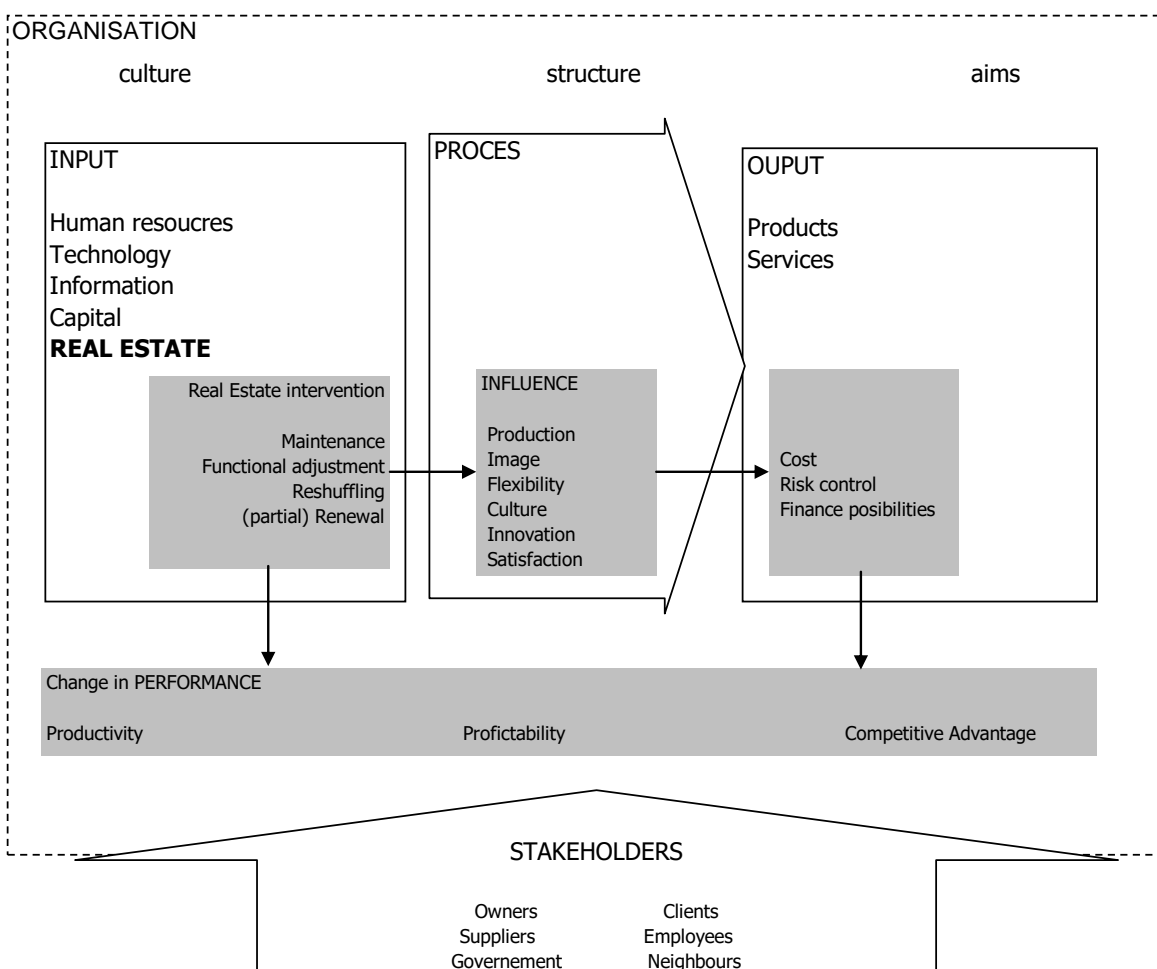 ORGANISATION
culture structure aims
INPUT
Human resoucres
Technology
Information
Capital
REAL ESTATE
Real Estate intervention
Maintenance
Functional adjustment
Reshuffling
(partial) Renewal
PROCES
INFLUENCE
Production
Image
Flexibility
Culture
Innovation
Satisfaction
OUPUT
Products
Services
Cost
Risk control
Finance posibilities
Change in PERFORMANCE
Productivity Profictability Competitive Advantage
STAKEHOLDERS
Owners Clients
Suppliers Employees
Governement Neighbours